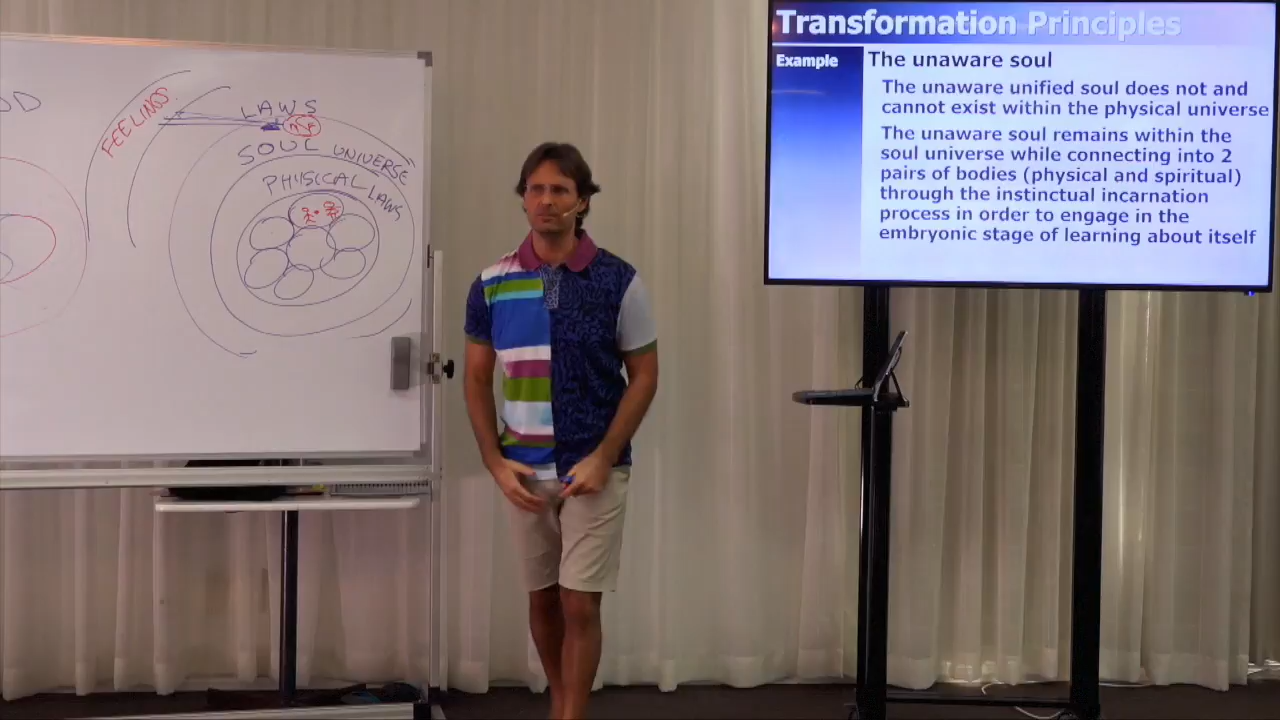 OD
FEELINGS
LAWS
M F
SOUL UNIVERSE
PHYSICAL LAWS
Transformation Principles
Example
The unaware soul
The unaware unified soul does not and
cannot exist within the physical universe
The unaware soul remains within the
soul universe while connecting into 2
pairs of bodies (physical and spiritual)
through the instinctual incarnation
process in order to engage in the
embryonic stage of learning about itself